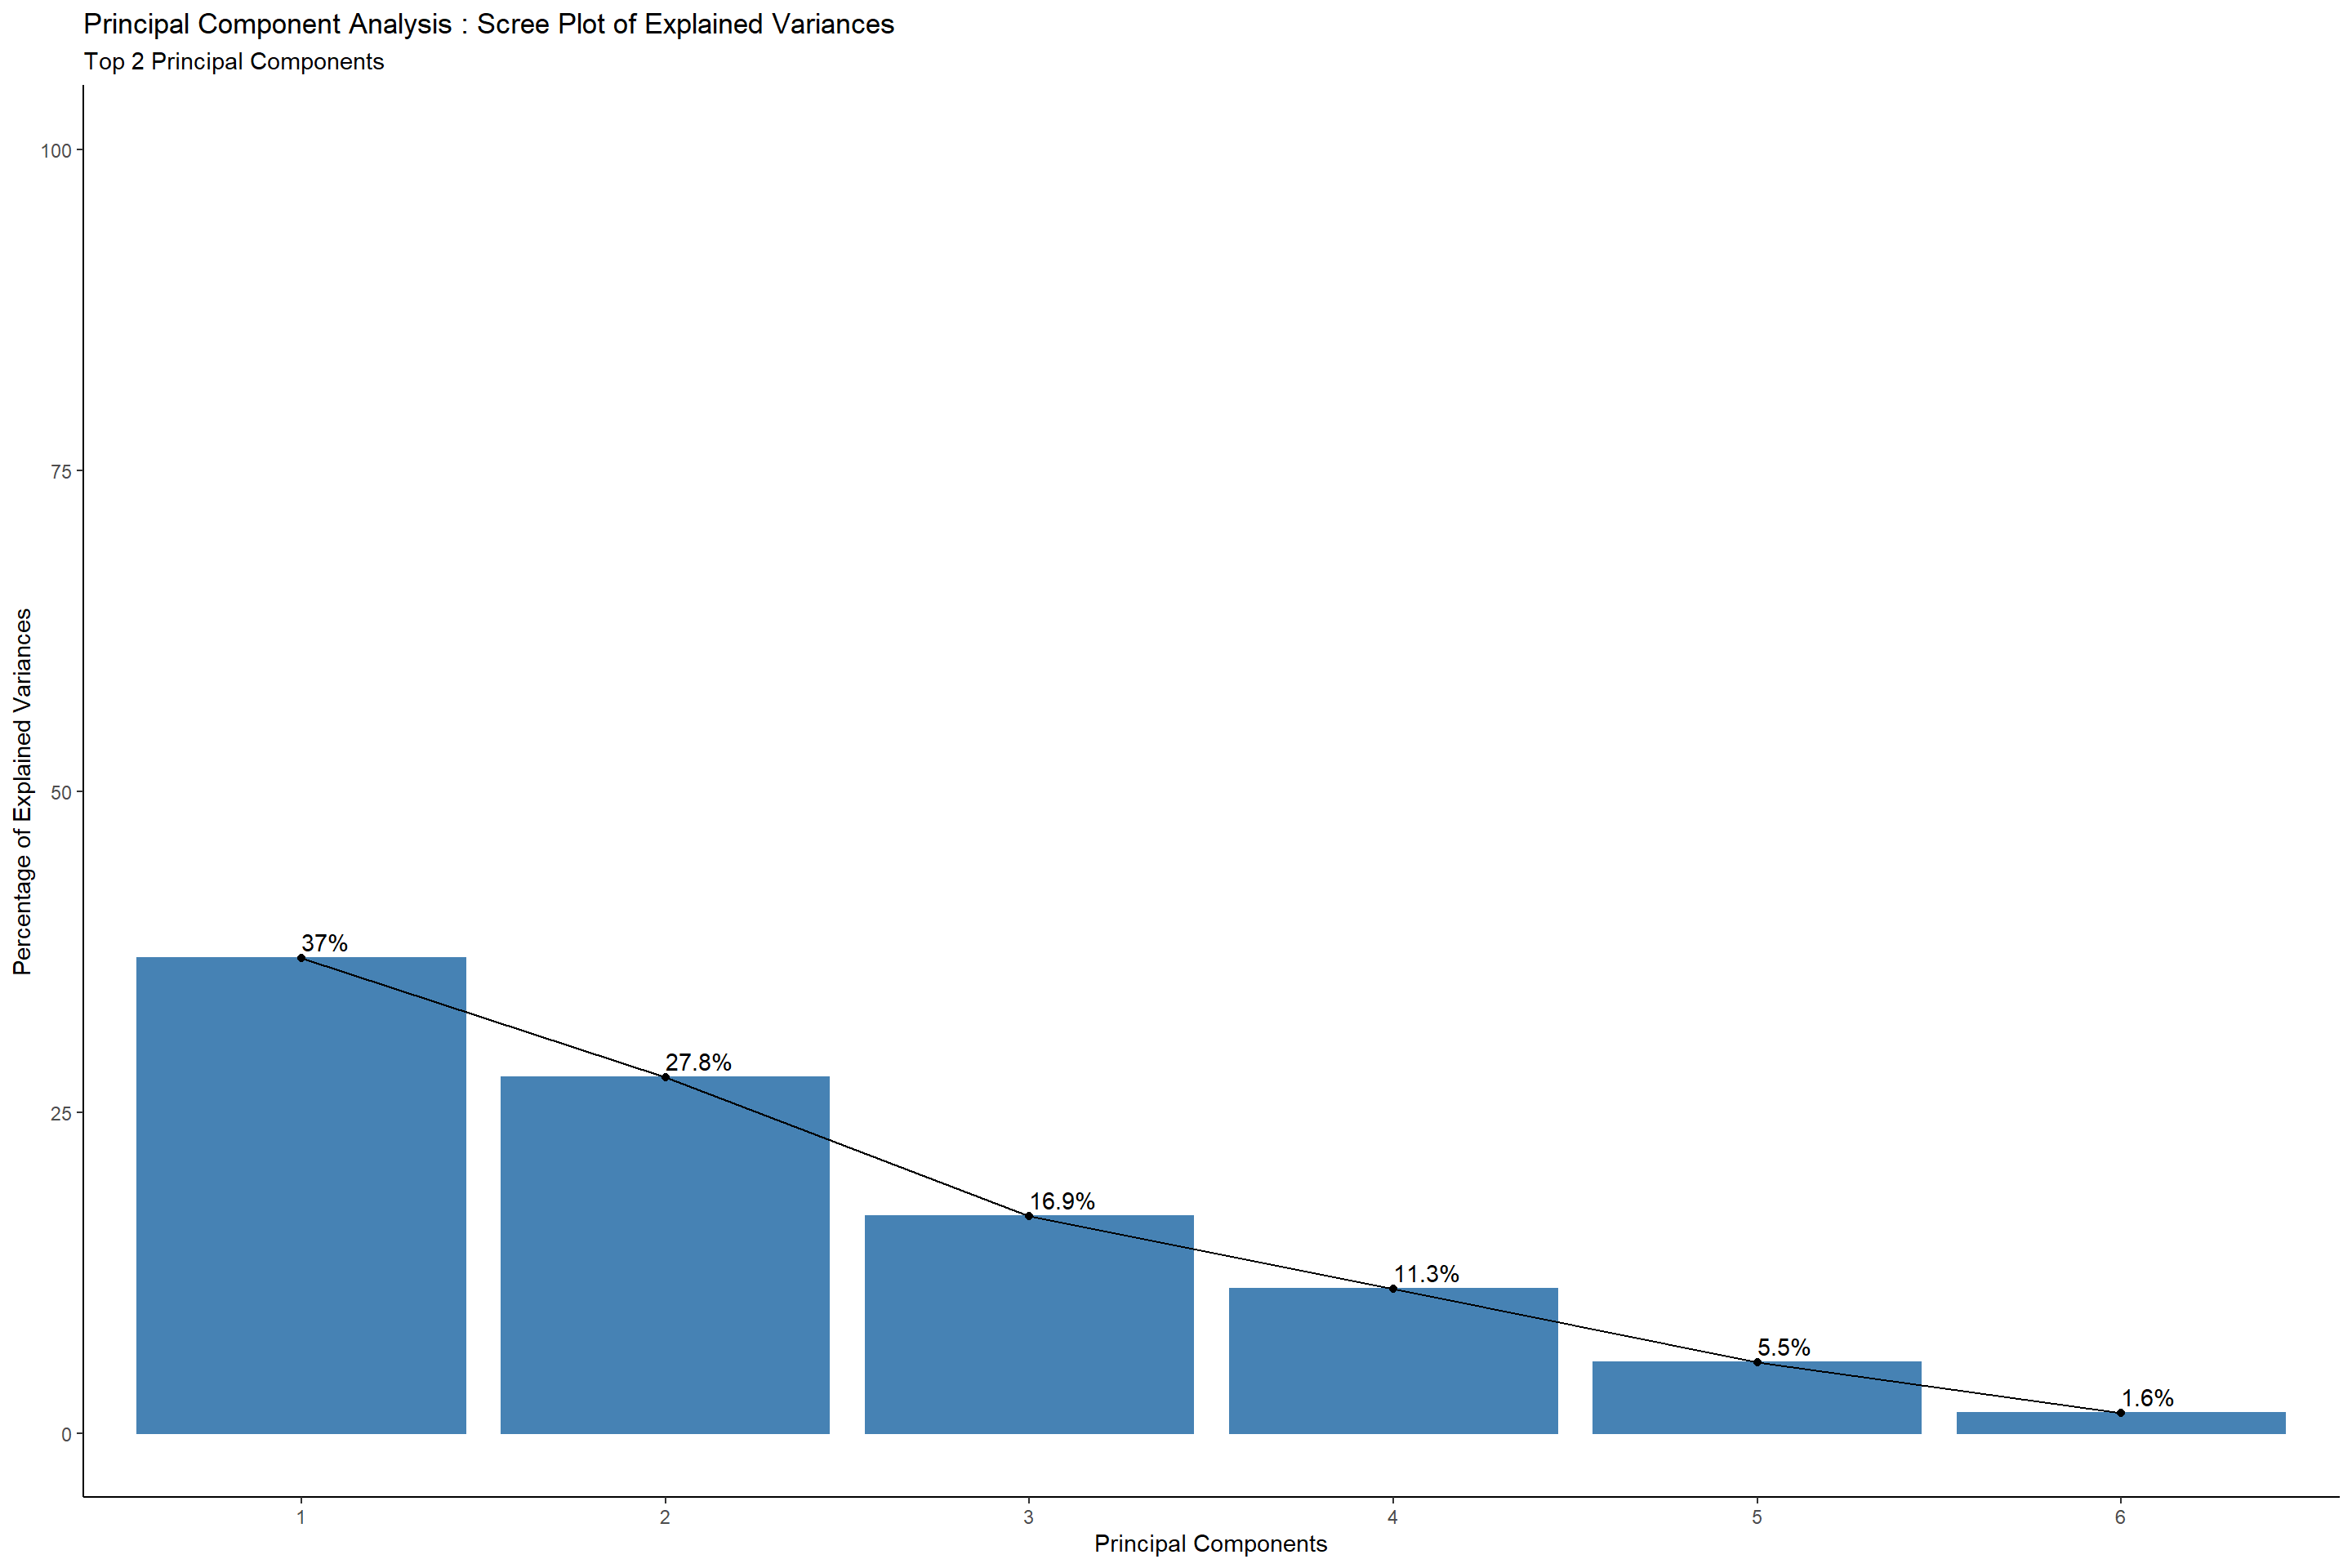 Principal Component Analysis : Scree Plot of Explained Variances
Top 2 Principal Components
Percentage of Explained Variances
100
75
50
25
0
37%
27.8%
16.9%
11.3%
5.5%
1.6%
1 2 3 4 5 6
Principal Components